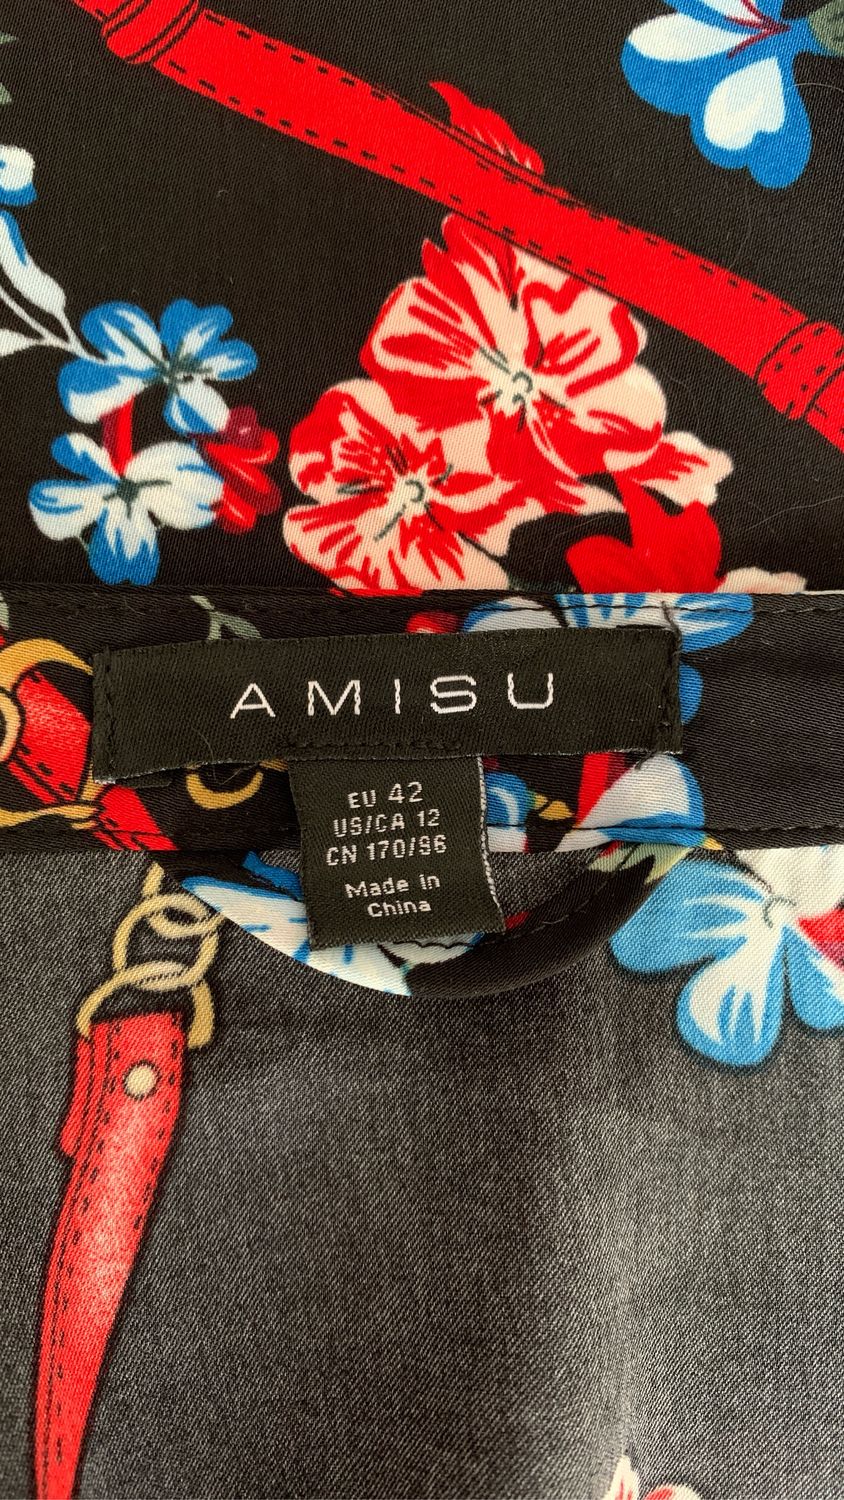 AMISU
EU 42
US/CA 12
CN 170/96
Made in
China